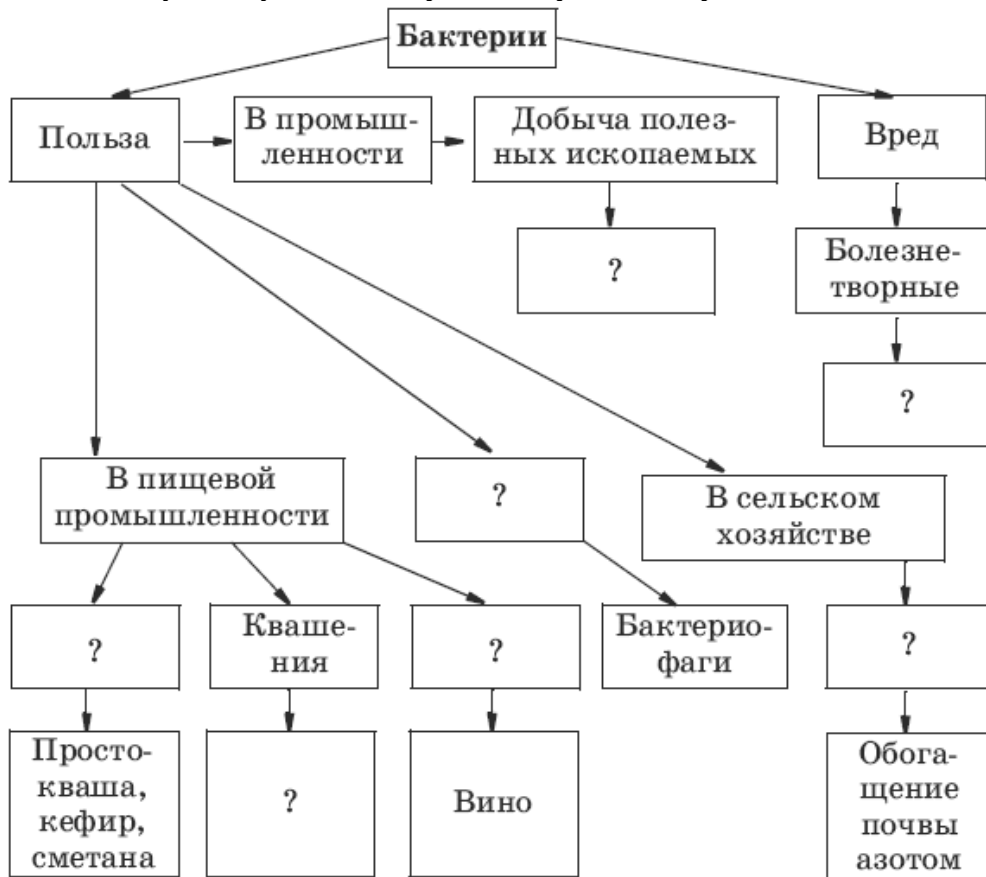 Бактерии
Польза
В промыш-
ленности
Добыча полез-
ных ископаемых
Вред
?
Болезне-
творные
?
В пищевой
промышленности
?
В сельском
хозяйстве
?
Кваше-
ния
?
Бактерио-
фаги
?
Просто-
кваша,
кефир,
сметана
?
Вино
Обога-
щение
почвы
азотом